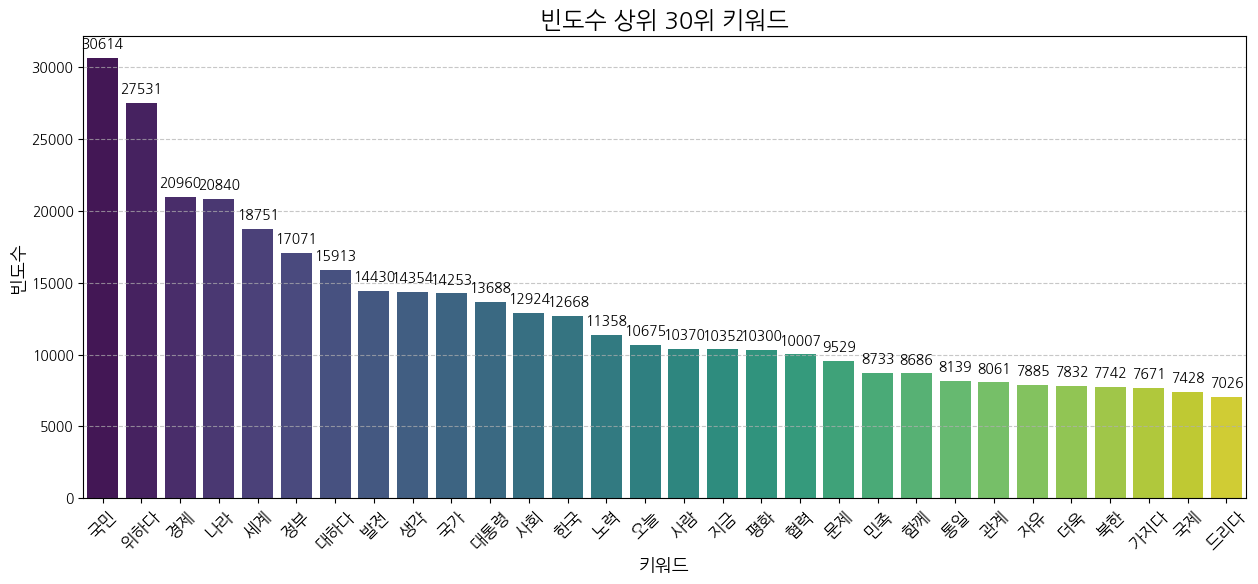 빈도수 상위 30위 키워드
빈도수
30000
25000
20000
15000
10000
5000
0
30614
27531
20960
20840
18751
17071
15913
14430
14354
14253
13688
12924
12668
11358
10675
10370
10352
10300
10007
9529
8733
8686
8139
8061
7885
7832
7742
7671
7428
7026
국민
위하다
경제
나라
세계
정부
대하다
발전
생각
국가
대통령
사회
한국
노력
오늘
사람
지금
평화
협력
문제
민족
함께
통일
관계
자유
더욱
북한
가지다
국제
드리다
키워드